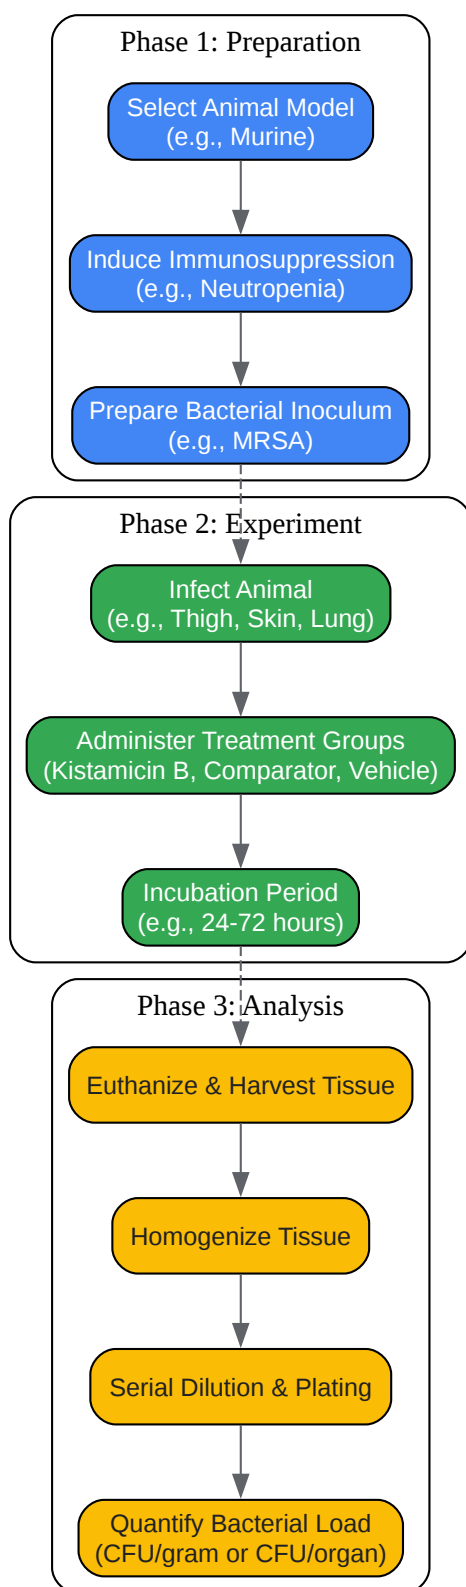 Phase 1: Preparation
Select Animal Model
(e.g., Murine)
Induce Immunosuppression
(e.g., Neutropenia)
Prepare Bacterial Inoculum
(e.g., MRSA)
Phase 2: Experiment
Infect Animal
(e.g., Thigh, Skin, Lung)
Administer Treatment Groups
(Kistamicin B, Comparator, Vehicle)
Incubation Period
(e.g., 24-72 hours)
Phase 3: Analysis
Euthanize & Harvest Tissue
Homogenize Tissue
Serial Dilution & Plating
Quantify Bacterial Load
(CFU/gram or CFU/organ)